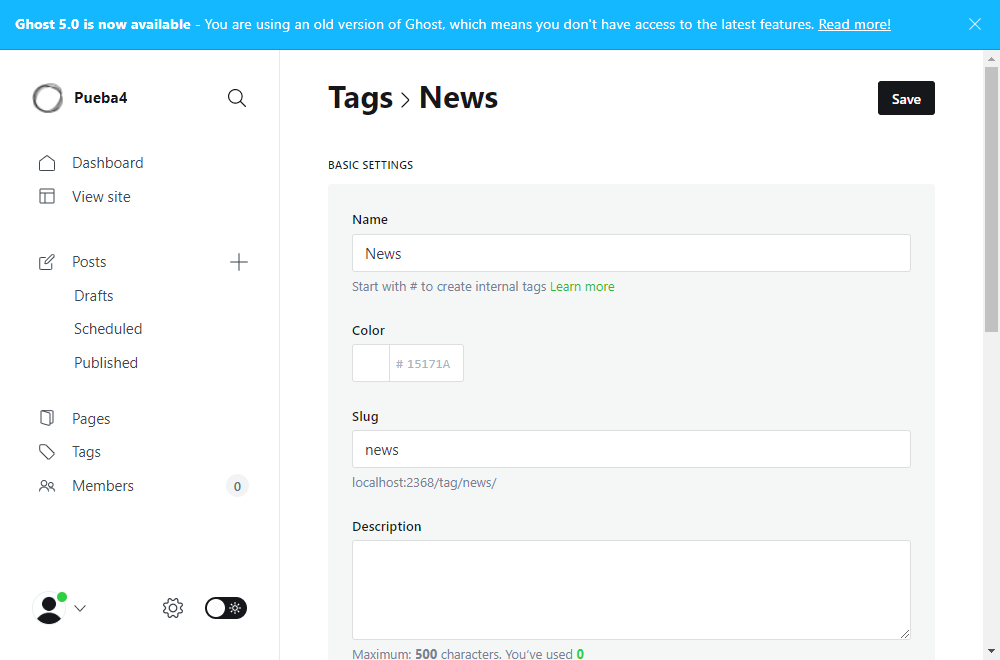 Ghost 5.0 is now available - You are using an old version of Ghost, which means you don't have access to the latest features. Read more!
Pueba4
Dashboard
View site
Posts
Drafts
Scheduled
Published
Pages
Tags
Members
0
Tags > News
Save
BASIC SETTINGS
Name
News
Start with # to create internal tags Learn more
Color
# 15171A
Slug
news
localhost:2368/tag/news/
Description
Maximum: 500 characters. You've used 0